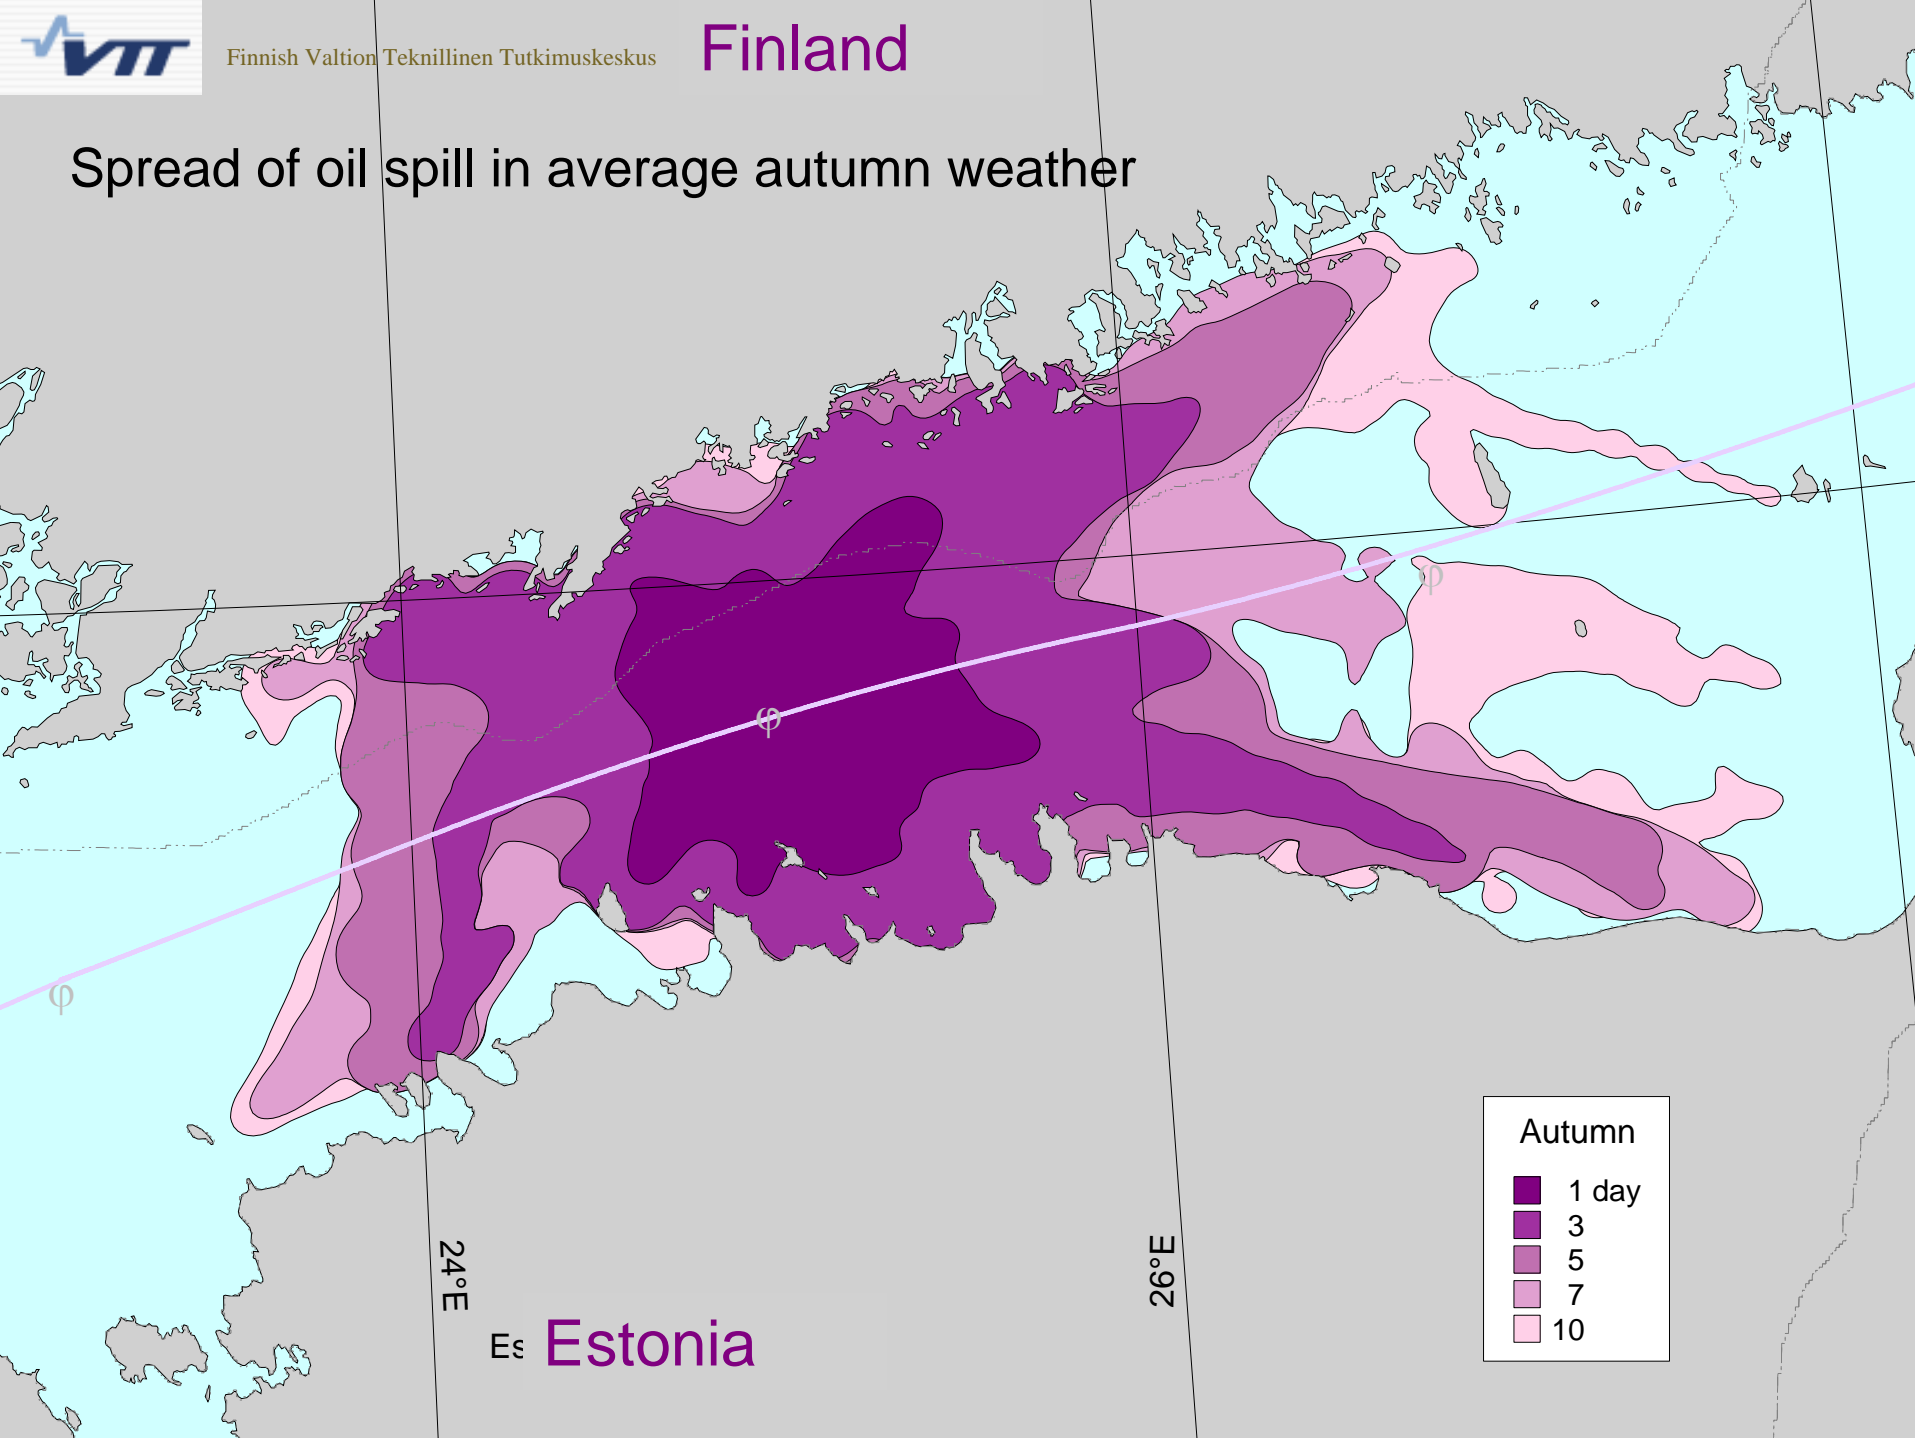 VTT
Finnish Valtion Teknillinen Tutkimuskeskus
Finland
Spread of oil spill in average autumn weather
φ
φ
φ
24°E
26°E
Es
Estonia
Autumn
1 day
3
5
7
10